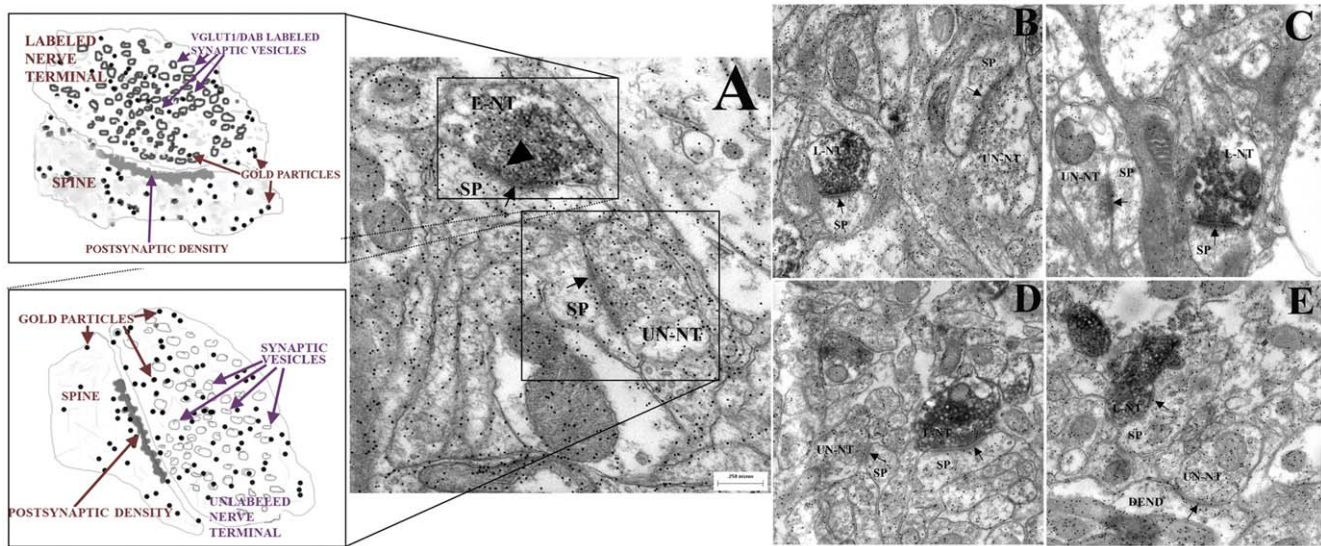 LABELED
NERVE
TERMINAL
VGLUT1/DAB LABELED
SYNAPTIC VESICLES
GOLD PARTICLES
SPINE
POSTSYNAPTIC DENSITY
GOLD PARTICLES
SYNAPTIC
VESICLES
SPINE
POSTSYNAPTIC DENSITY
UNLABELED
NERVE
TERMINAL
A
L-NT
SP
SP
UN-NT
.250 microns
B
SP
L-NT
UN-NT
SP
C
L-NT
UN-NT
SP
SP
D
L-NT
UN-NT
SP
SP
E
L-NT
SP
UN-NT
DEND